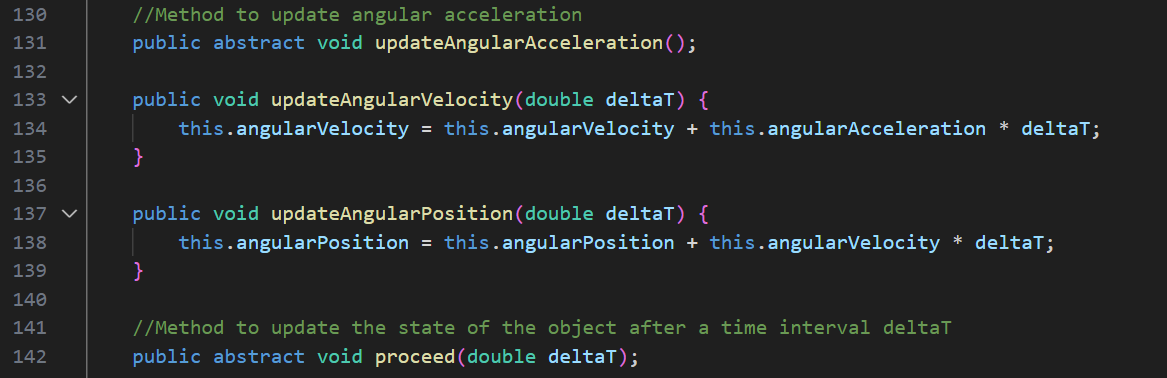 130 //Method to update angular acceleration
131 public abstract void updateAngularAcceleration();
132
133 public void updateAngularVelocity(double deltaT) {
134 this.angularVelocity = this.angularVelocity + this.angularAcceleration * deltaT;
135 }
136
137 public void updateAngularPosition(double deltaT) {
138 this.angularPosition = this.angularPosition + this.angularVelocity * deltaT;
139 }
140
141 //Method to update the state of the object after a time interval deltaT
142 public abstract void proceed(double deltaT);